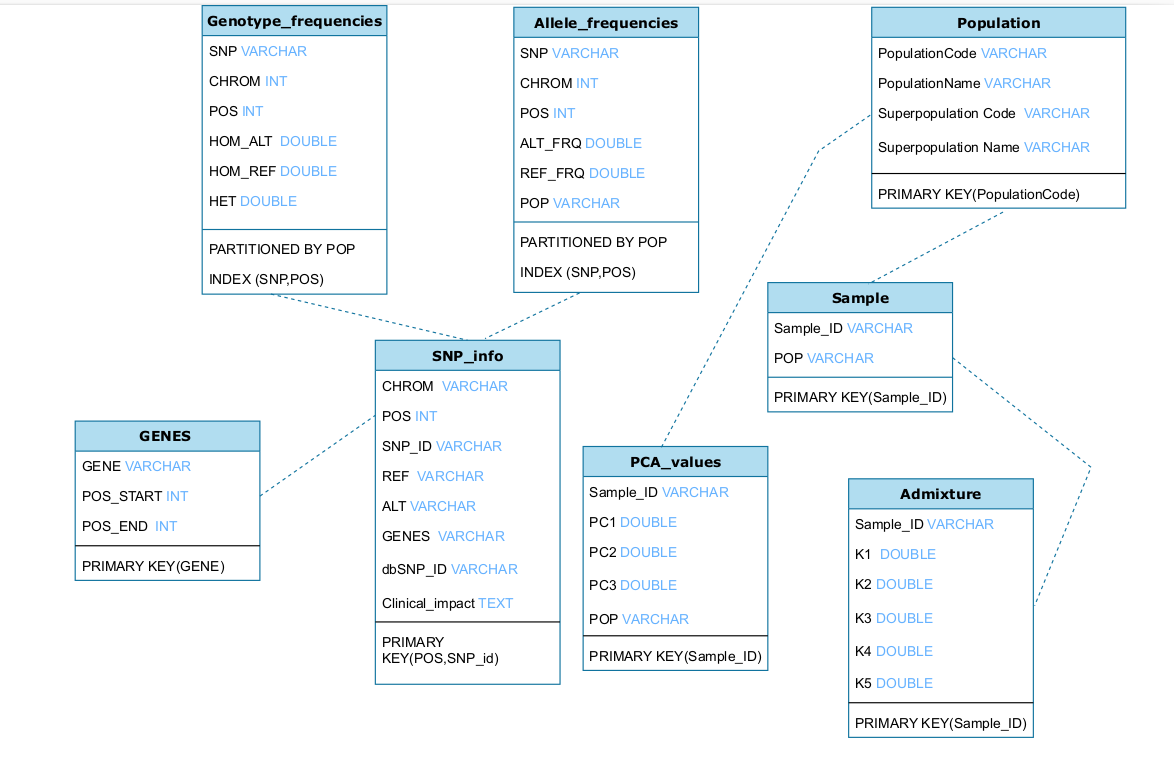 Genotype_frequencies
SNP VARCHAR
CHROM INT
POS INT
HOM_ALT DOUBLE
HOM_REF DOUBLE
HET DOUBLE
PARTITIONED BY POP
INDEX (SNP,POS)
Allele_frequencies
SNP VARCHAR
CHROM INT
POS INT
ALT_FRQ DOUBLE
REF_FRQ DOUBLE
POP VARCHAR
PARTITIONED BY POP
INDEX (SNP,POS)
Population
PopulationCode VARCHAR
PopulationName VARCHAR
Superpopulation Code VARCHAR
Superpopulation Name VARCHAR
PRIMARY KEY(PopulationCode)
Sample
Sample_ID VARCHAR
POP VARCHAR
PRIMARY KEY(Sample_ID)
SNP_info
CHROM VARCHAR
POS INT
SNP_ID VARCHAR
REF VARCHAR
ALT VARCHAR
GENES VARCHAR
dbSNP_ID VARCHAR
Clinical_impact TEXT
PRIMARY
KEY(POS,SNP_id)
GENES
GENE VARCHAR
POS_START INT
POS_END INT
PRIMARY KEY(GENE)
PCA_values
Sample_ID VARCHAR
PC1 DOUBLE
PC2 DOUBLE
PC3 DOUBLE
POP VARCHAR
PRIMARY KEY(Sample_ID)
Admixture
Sample_ID VARCHAR
K1 DOUBLE
K2 DOUBLE
K3 DOUBLE
K4 DOUBLE
K5 DOUBLE
PRIMARY KEY(Sample_ID)